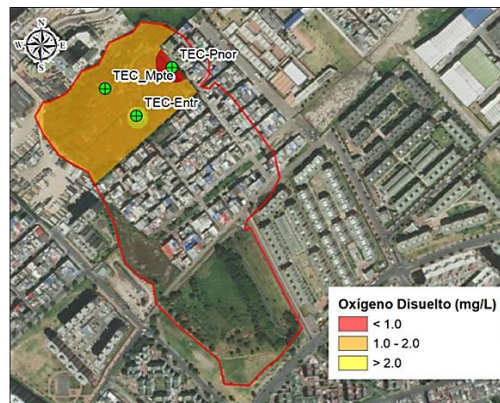 N
W E
S
TEC-Pnor
TEC_Mpte
TEC-Entr
Oxígeno Disuelto (mg/L)
< 1.0
1.0 - 2.0
> 2.0